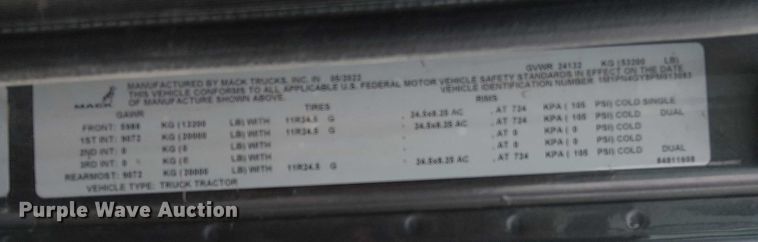 MANUFACTURED BY MACK TRUCKS, INC. IN 05/2022 GVWR 24132 KG (53200 LB)
THIS VEHICLE CONFORMS TO ALL APPLICABLE U.S. FEDERAL MOTOR VEHICLE SAFETY STANDARDS IN EFFECT ON THE DATE
OF MANUFACTURE SHOWN ABOVE. VEHICLE IDENTIFICATION NUMBER
MACK
GAWR TIRES RIMS
FRONT: 5988 KG (13200 LB) WITH 11R24.5 G , 24.5x8.25 AC , AT 724 KPA ( 105 PSI) COLD SINGLE
1ST INT: 9072 KG (20000 LB) WITH 11R24.5 G , 24.5x8.25 AC , AT 724 KPA ( 105 PSI) COLD DUAL
2ND INT: 0 KG (0 LB) WITH , AT 0 KPA ( 0 PSI) COLD
3RD INT: 0 KG (0 LB) WITH , AT 0 KPA ( 0 PSI) COLD
REARMOST: 9072 KG (20000 LB) WITH 11R24.5 G , 24.5x8.25 AC , AT 724 KPA ( 105 PSI) COLD DUAL
VEHICLE TYPE: TRUCK TRACTOR
Purple Wave Auction